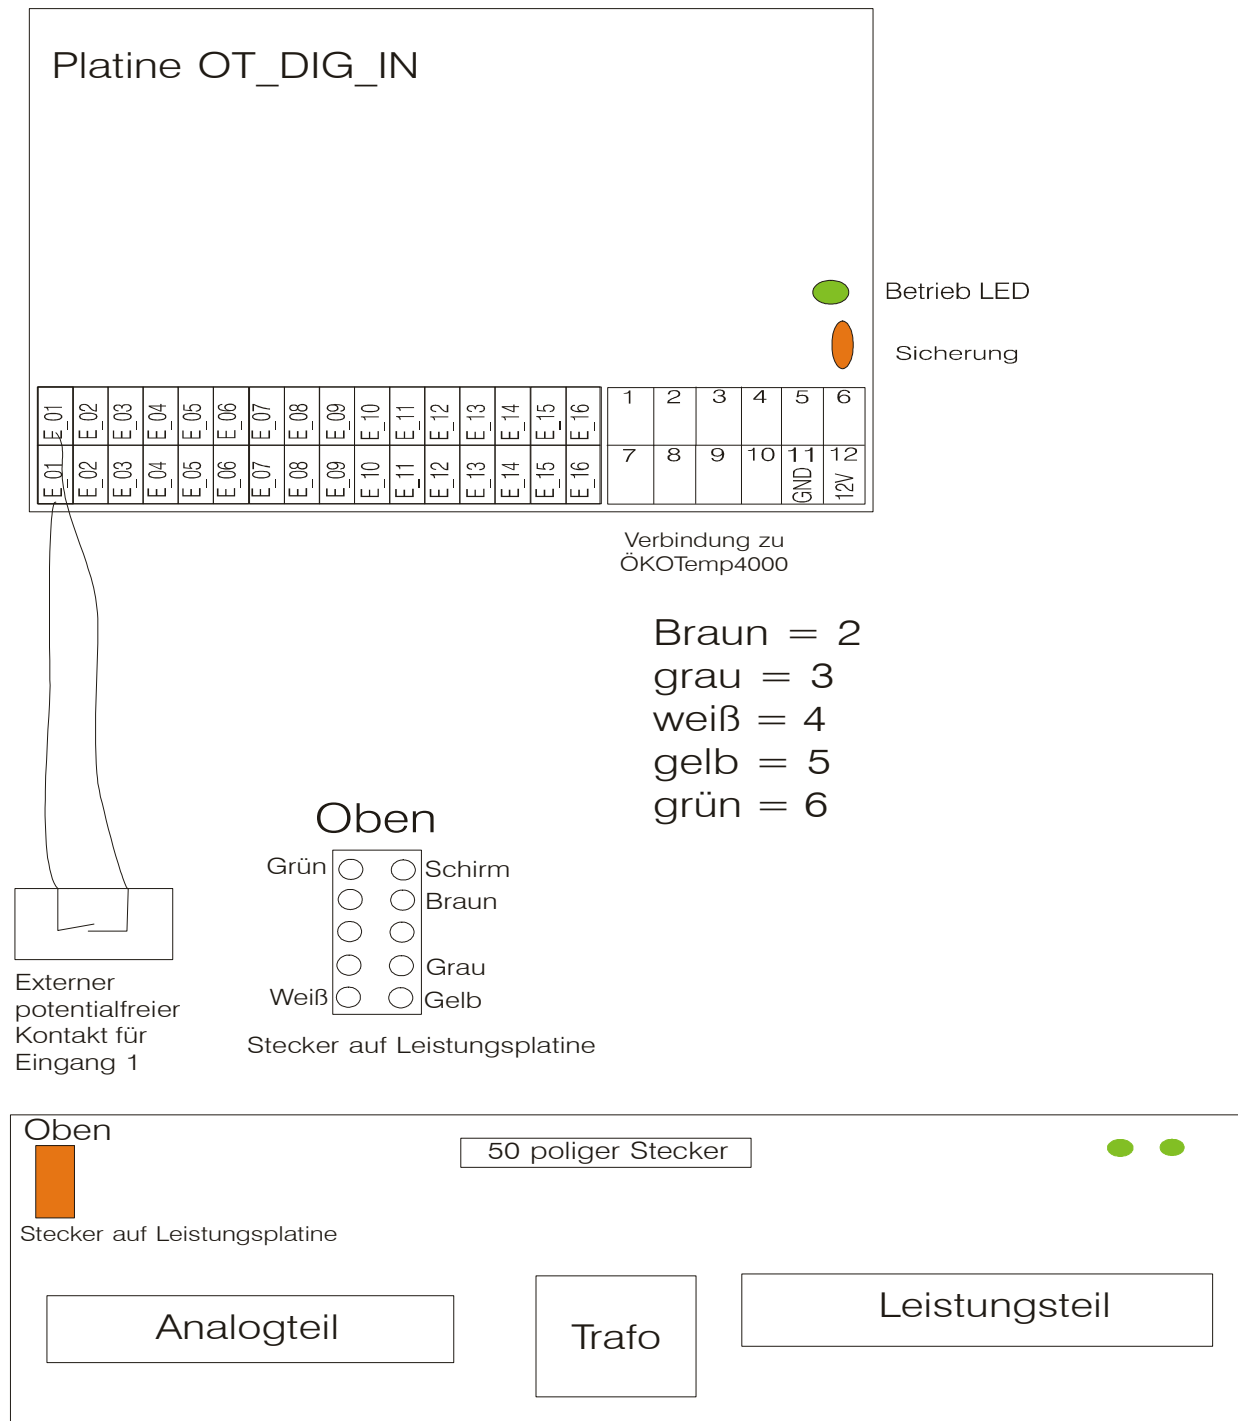 Platine OT_DIG_IN
Betrieb LED
Sicherung
E_01 E_02 E_03 E_04 E_05 E_06 E_07 E_08 E_09 E_10 E_11 E_12 E_13 E_14 E_15 E_16 1 2 3 4 5 6
E_01 E_02 E_03 E_04 E_05 E_06 E_07 E_08 E_09 E_10 E_11 E_12 E_13 E_14 E_15 E_16 7 8 9 10 11 12
GND 12V
Verbindung zu
ÖKOTemp4000
Braun = 2
grau = 3
weiß = 4
gelb = 5
grün = 6
Oben
Grün Schirm
Braun
Grau
Weiß Gelb
Stecker auf Leistungsplatine
Externer
potentialfreier
Kontakt für
Eingang 1
Oben
50 poliger Stecker
Stecker auf Leistungsplatine
Analogteil
Trafo
Leistungsteil